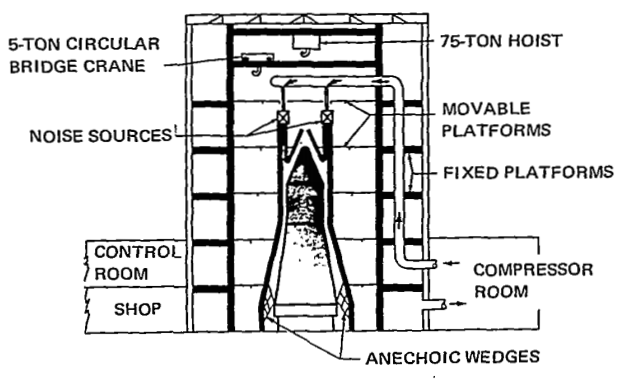 5-TON CIRCULAR
BRIDGE CRANE
75-TON HOIST
NOISE SOURCES
MOVABLE
PLATFORMS
FIXED PLATFORMS
CONTROL
ROOM
COMPRESSOR
ROOM
SHOP
ANECHOIC WEDGES